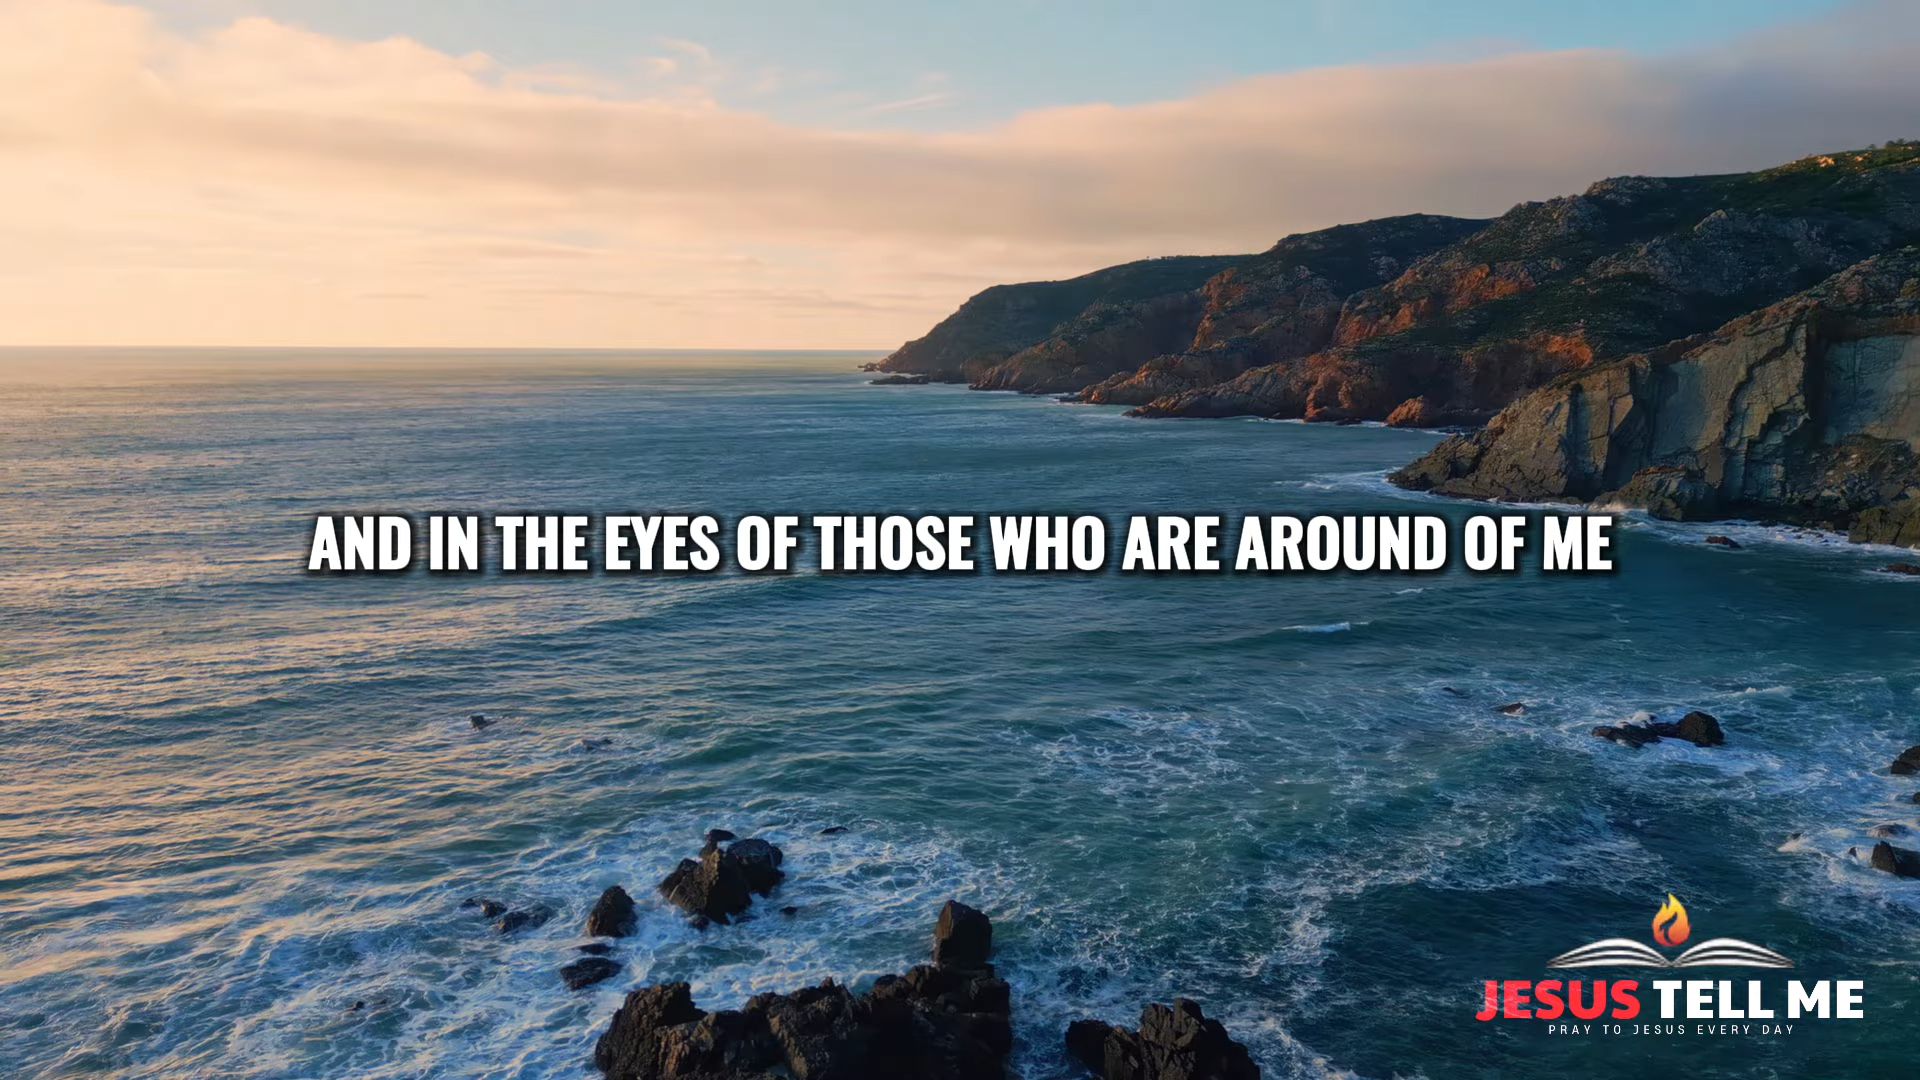 AND IN THE EYES OF THOSE WHO ARE AROUND OF ME
JESUS TELL ME
PRAY TO JESUS EVERY DAY